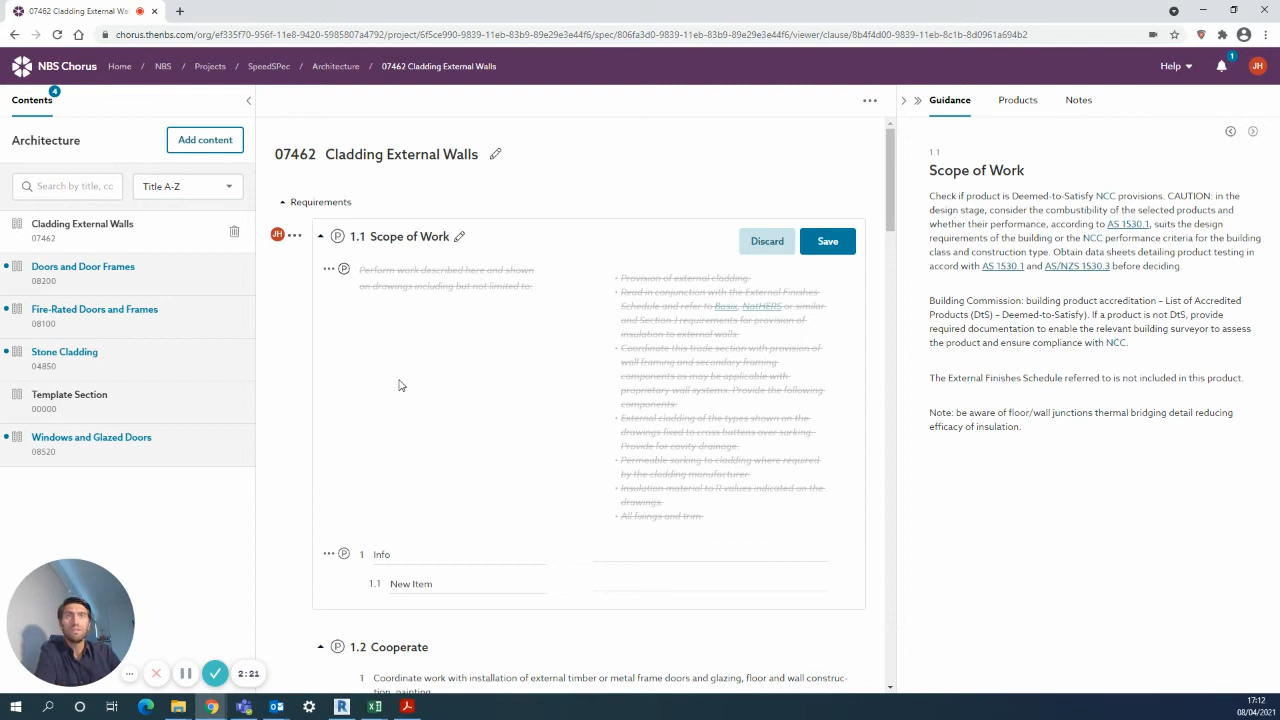 07462 Cladding External Wa
chorus.thenbs.com/org/ef335f70-956f-11e8-9420-5985807a4792/project/6f5ce990-9839-11eb-83b2-89e29e3e44f6/spec/806fa3d0-9839-11eb-83b9-89e29e3e44f6/viewer/clause/8b4f4d00-9839-11eb-8c1b-8d0961a694b2
NBS Chorus Home / NBS / Projects / SpeedSPec / Architecture / 07462 Cladding External Walls Help 1 JH
Contents 4
Architecture Add content
Search by title, cc Title A-Z
Cladding External Walls
07462
Doors and Door Frames
08200
Fire-Rated Doors and Frames
08100
Stone Cladding
04850
Template Section
00000
Windows and Glazed Doors
08520
2:21
07462 Cladding External Walls
Requirements
JH P 1.1 Scope of Work Discard Save
P Perform work described here and shown
on drawings including but not limited to:
• Provision of external cladding.
• Read in conjunction with the External Finishes
Schedule and refer to Basix, NatHERS or similar
and Section J requirements for provision of
insulation to external walls.
• Coordinate this trade section with provision of
wall framing and secondary framing
components as may be applicable with
proprietary wall systems. Provide the following
components:
• External cladding of the types shown on the
drawings fixed to cross battens over sarking.
Provide for cavity drainage.
• Permeable sarking to cladding where required
by the cladding manufacturer.
• Insulation material to R values indicated on the
drawings.
• All fixings and trim.
P 1 Info
1.1 New Item
P 1.2 Cooperate
1 Coordinate work with installation of external timber or metal frame doors and glazing, floor and wall construc-
tion, painting
Guidance Products Notes
1.1
Scope of Work
Check if product is Deemed-to-Satisfy NCC provisions. CAUTION: in the
design stage, consider the combustibility of the selected products and
whether their performance, according to AS 1530.1, suits the design
requirements of the building or the NCC performance criteria for the building
class and construction type. Obtain data sheets detailing product testing in
accord with AS 1530.1 and AS/NZS 1530.3 before deciding.
Building Commission: building product accreditation – List of Accredited
Products (DtS) – Deemed-to-Satisfy). If a product is not DtS, provide
required documentation to enable the relevant building surveyor to assess
the product and ensure compliance with NCC.
The External Finishes Schedule referred to is not included in this product.
Note: be aware of floor/wall junctions thermal bridging detail reducing
efficacy of insulation.
17:12
08/04/2021